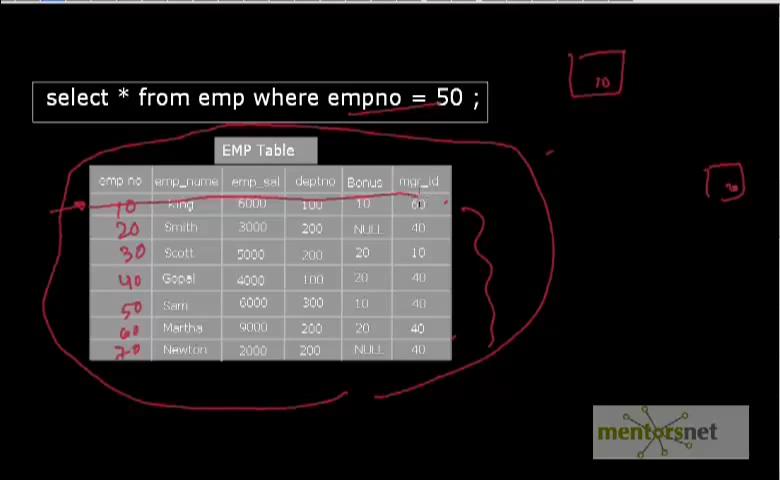 select * from emp where empno = 50 ;
10
EMP Table
emp no emp_nume emp_sal deptno Bonus mgr_id
10 King 6000 100 10 60
20 Smith 3000 200 NULL 40
30 Scott 5000 200 20 10
40 Gopal 4000 100 20 40
50 Sam 6000 300 10 40
60 Martha 9000 200 20 40
70 Newton 2000 200 NULL 40
mentorsnet